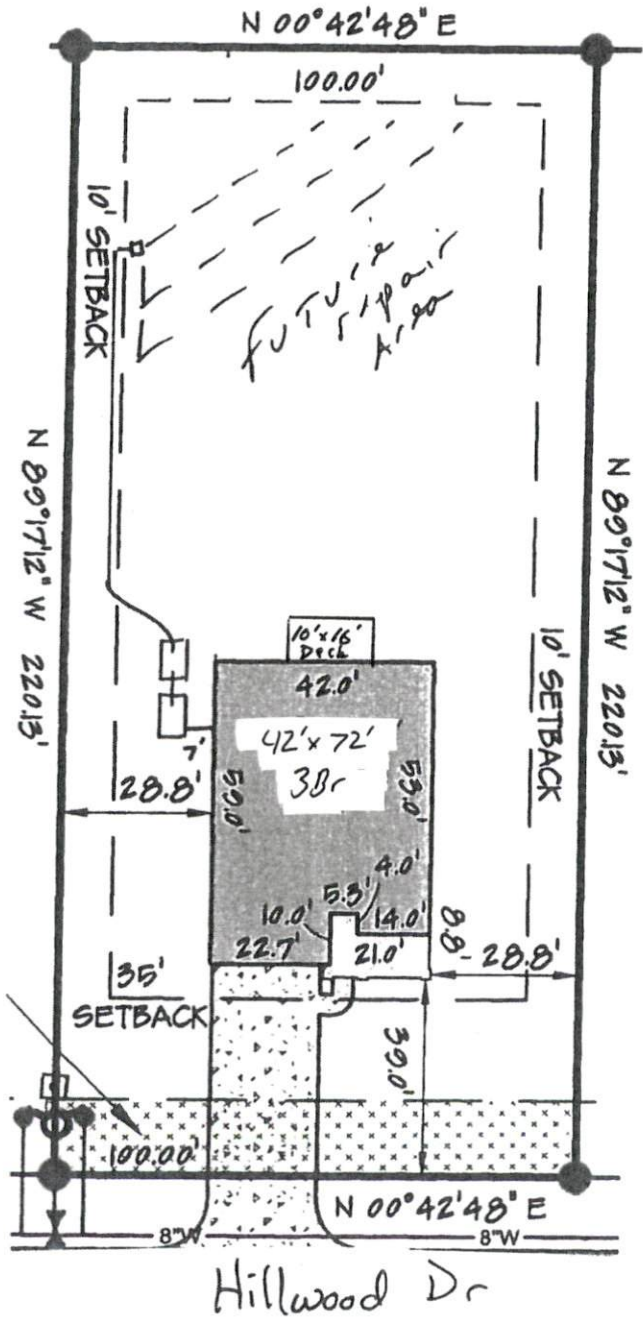 N 00°42'48" E
100.00'
10' SETBACK
Future
repair
Area
N 89°17'12" W 220.13'
N 89°17'12" W 220.13'
10'x16'
Deck
42.0'
10' SETBACK
42'x72'
3Br
7'
28.8'
59.0'
53.0'
4.0'
5.3'
10.0'
14.0'
8.8'
22.7'
21.0'
28.8'
35'
SETBACK
39.0'
100.00'
N 00°42'48" E
8"W
8"W
Hillwood Dr